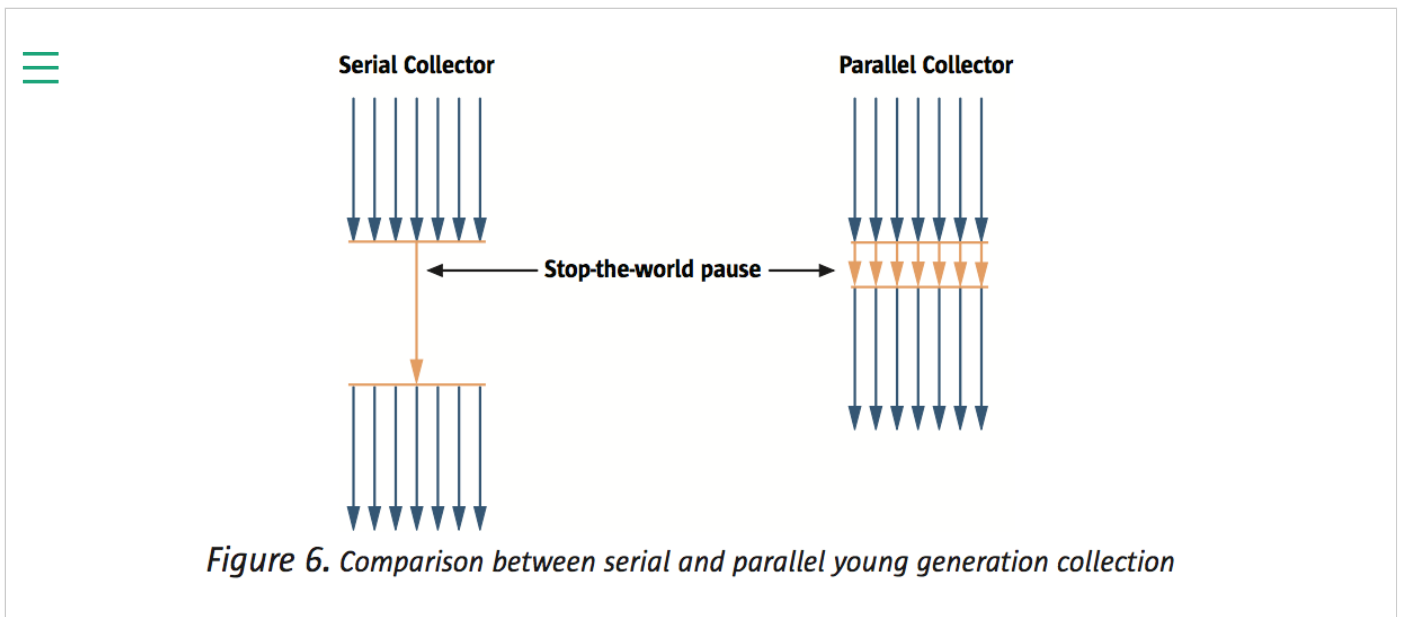 Serial Collector
Parallel Collector
Stop-the-world pause
Figure 6. Comparison between serial and parallel young generation collection